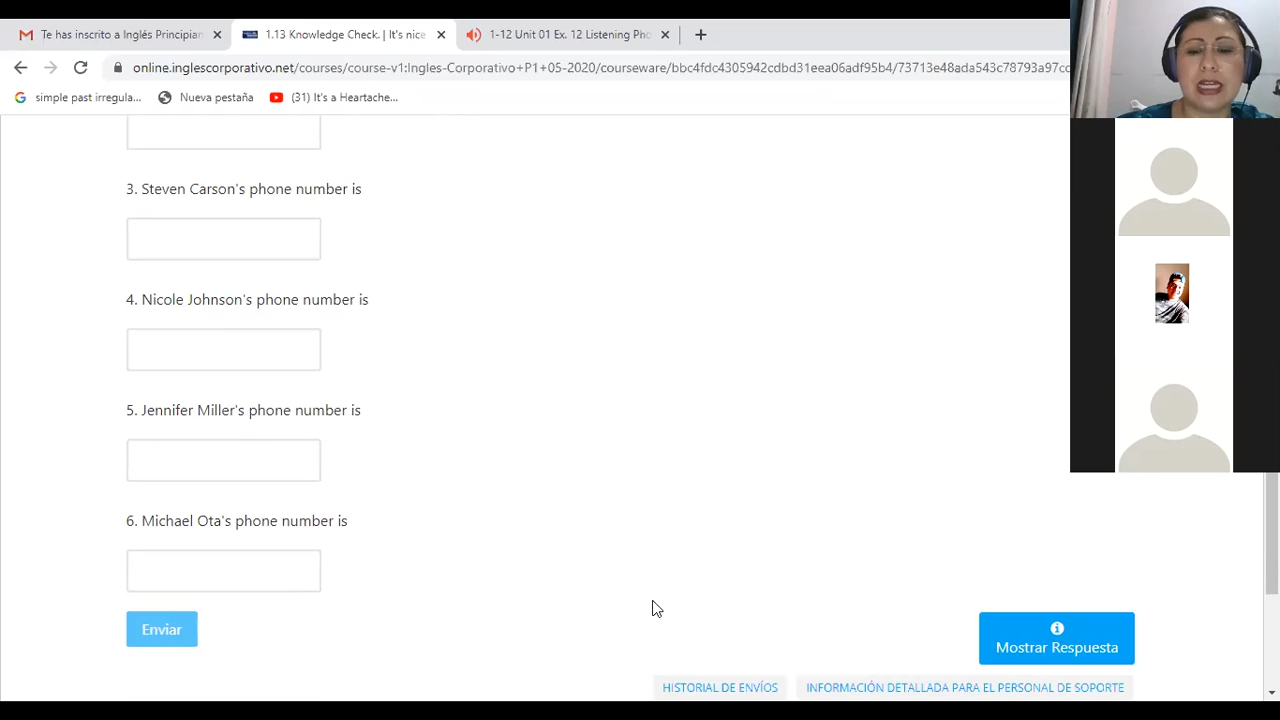 Te has inscrito a Inglés Principian
1.13 Knowledge Check. | It's nice
1-12 Unit 01 Ex. 12 Listening Pho
online.inglescorporativo.net/courses/course-v1:Ingles-Corporativo+P1+05-2020/courseware/bbc4fdc4305942cdbd31eea06adf95b4/73713e48ada543c78793a97cc
simple past irregula...
Nueva pestaña
(31) It's a Heartache...
3. Steven Carson's phone number is
4. Nicole Johnson's phone number is
5. Jennifer Miller's phone number is
6. Michael Ota's phone number is
Enviar
Mostrar Respuesta
HISTORIAL DE ENVÍOS
INFORMACIÓN DETALLADA PARA EL PERSONAL DE SOPORTE